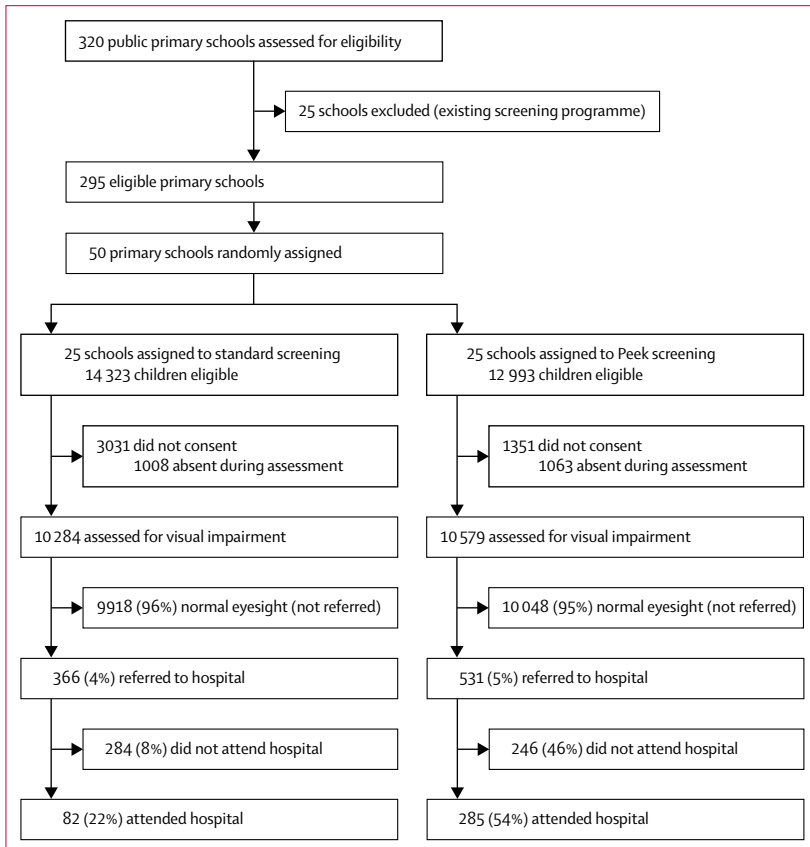 320 public primary schools assessed for eligibility
25 schools excluded (existing screening programme)
295 eligible primary schools
50 primary schools randomly assigned
25 schools assigned to standard screening
14 323 children eligible
25 schools assigned to Peek screening
12 993 children eligible
3031 did not consent
1008 absent during assessment
1351 did not consent
1063 absent during assessment
10 284 assessed for visual impairment
10 579 assessed for visual impairment
9918 (96%) normal eyesight (not referred)
10 048 (95%) normal eyesight (not referred)
366 (4%) referred to hospital
531 (5%) referred to hospital
284 (8%) did not attend hospital
246 (46%) did not attend hospital
82 (22%) attended hospital
285 (54%) attended hospital